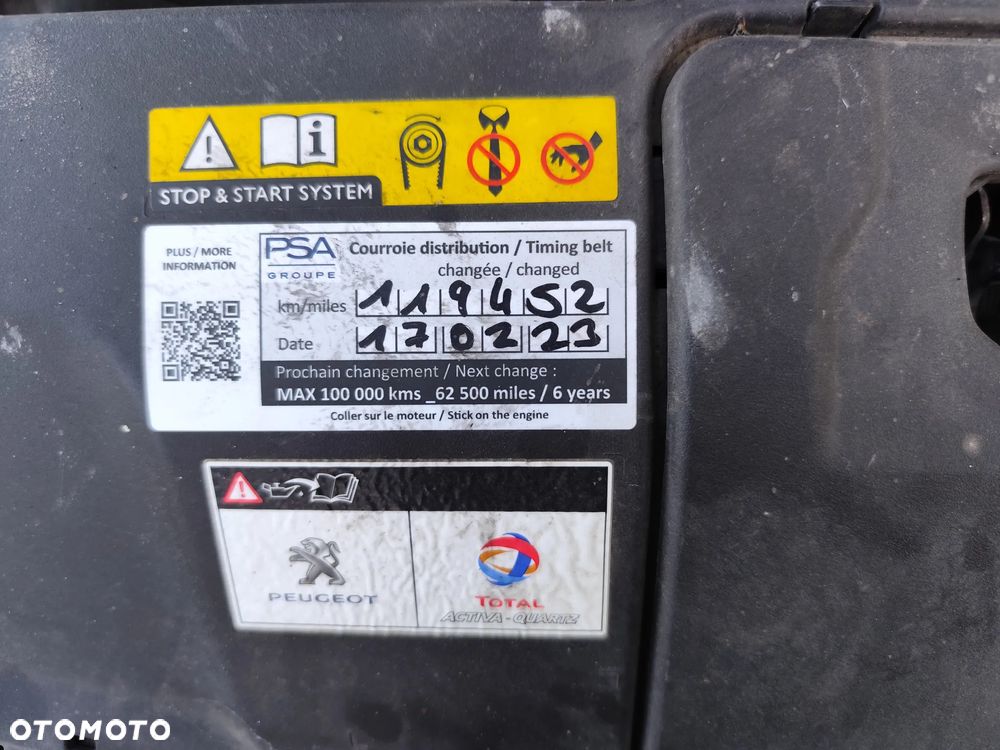 STOP & START SYSTEM
PLUS / MORE
INFORMATION
PSA
GROUPE
Courroie distribution / Timing belt
changée / changed
km/miles 119452
Date 170223
Prochain changement / Next change :
MAX 100 000 kms _62 500 miles / 6 years
Coller sur le moteur / Stick on the engine
PEUGEOT
TOTAL
ACTIVA - QUARTZ
OTOMOTO